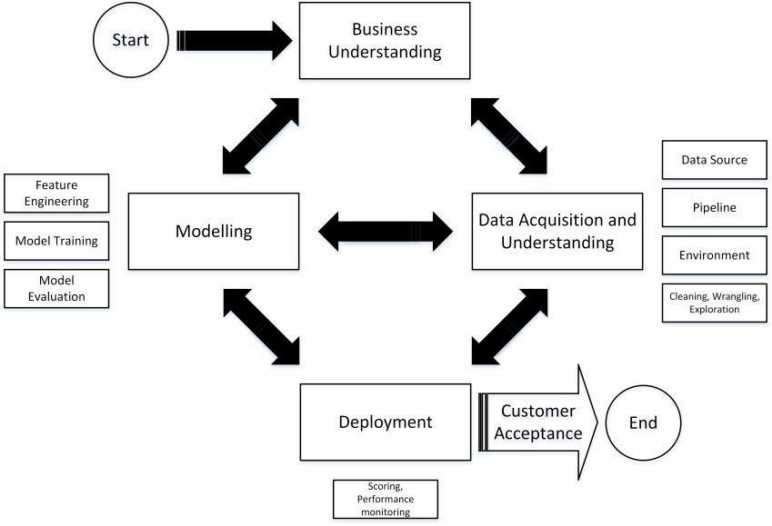 Start
Business
Understanding
Feature
Engineering
Model Training
Model
Evaluation
Modelling
Data Acquisition and
Understanding
Data Source
Pipeline
Environment
Cleaning, Wrangling,
Exploration
Deployment
Customer
Acceptance
End
Scoring,
Performance
monitoring